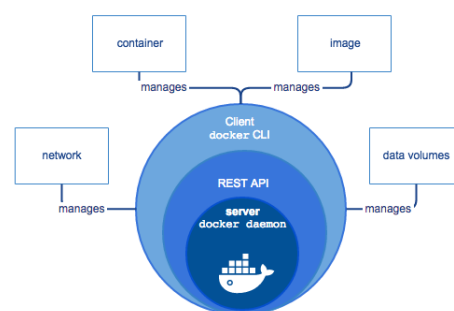 container
image
manages
manages
Client
docker CLI
network
data volumes
REST API
manages
manages
server
docker daemon